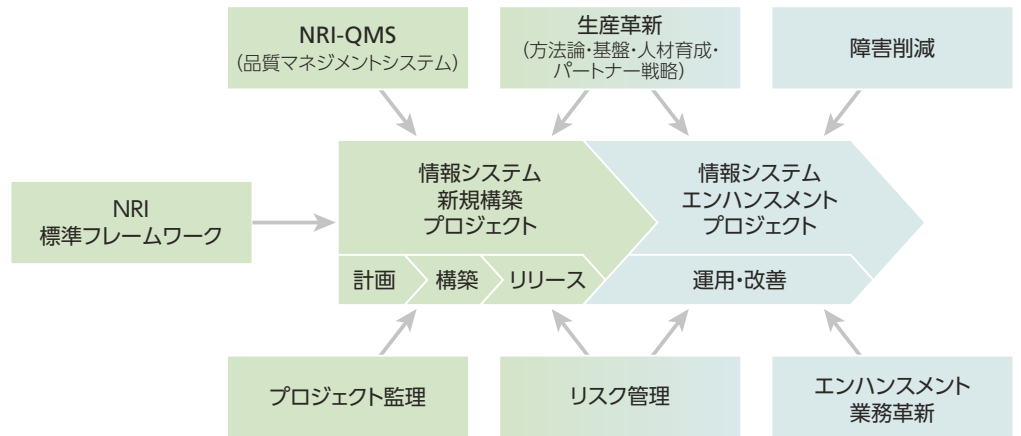 NRI-QMS
(品質マネジメントシステム)
生産革新
(方法論・基盤・人材育成・
パートナー戦略)
障害削減
NRI
標準フレームワーク
情報システム
新規構築
プロジェクト
情報システム
エンハンスメント
プロジェクト
計画
構築
リリース
運用・改善
プロジェクト監理
リスク管理
エンハンスメント
業務革新